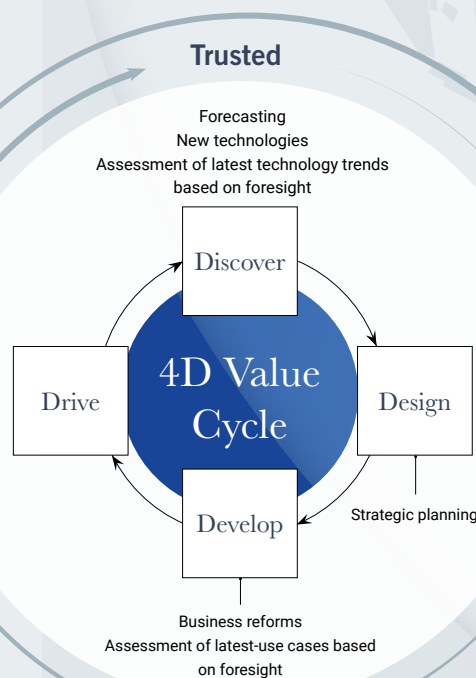 Trusted
Forecasting
New technologies
Assessment of latest technology trends
based on foresight
Discover
4D Value
Cycle
Drive
Design
Develop
Strategic planning
Business reforms
Assessment of latest-use cases based
on foresight